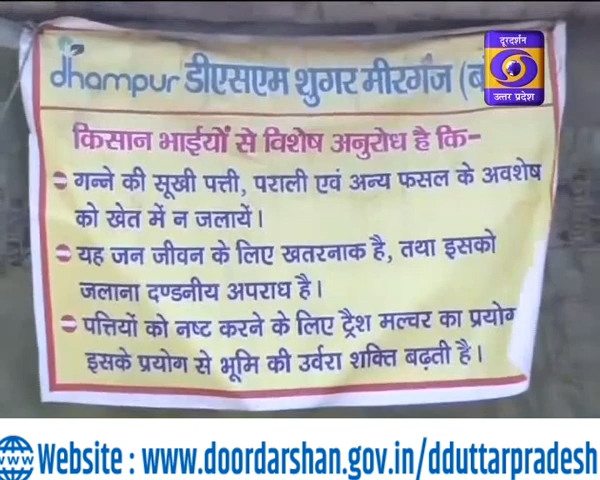 dhampur डीएसएम शुगर मीरगंज
दूरदर्शन
उत्तर प्रदेश
किसान भाईयों से विशेष अनुरोध है कि-
गन्ने की सूखी पत्ती, पराली एवं अन्य फसल के अवशेष
को खेत में न जलायें।
यह जन जीवन के लिए खतरनाक है, तथा इसको
जलाना दण्डनीय अपराध है।
पत्तियों को नष्ट करने के लिए ट्रैश मल्चर का प्रयोग
इसके प्रयोग से भूमि की उर्वरा शक्ति बढ़ती है।
www
Website : www.doordarshan.gov.in/dduttarpradesh